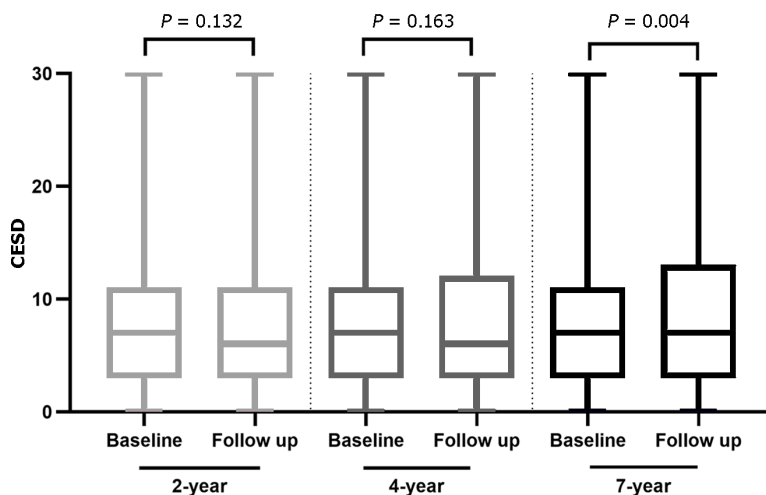 P = 0.132
P = 0.163
P = 0.004
30
20
10
0
CESD
Baseline
Follow up
Baseline
Follow up
Baseline
Follow up
2-year
4-year
7-year